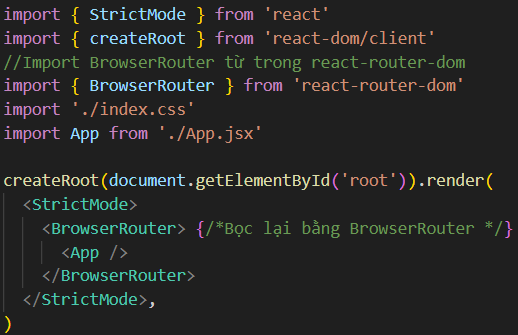 import { StrictMode } from 'react'
import { createRoot } from 'react-dom/client'
//Import BrowserRouter từ trong react-router-dom
import { BrowserRouter } from 'react-router-dom'
import './index.css'
import App from './App.jsx'

createRoot(document.getElementById('root')).render(
  <StrictMode>
    <BrowserRouter> {/*Bọc lại bằng BrowserRouter */}
      <App />
    </BrowserRouter>
  </StrictMode>,
)